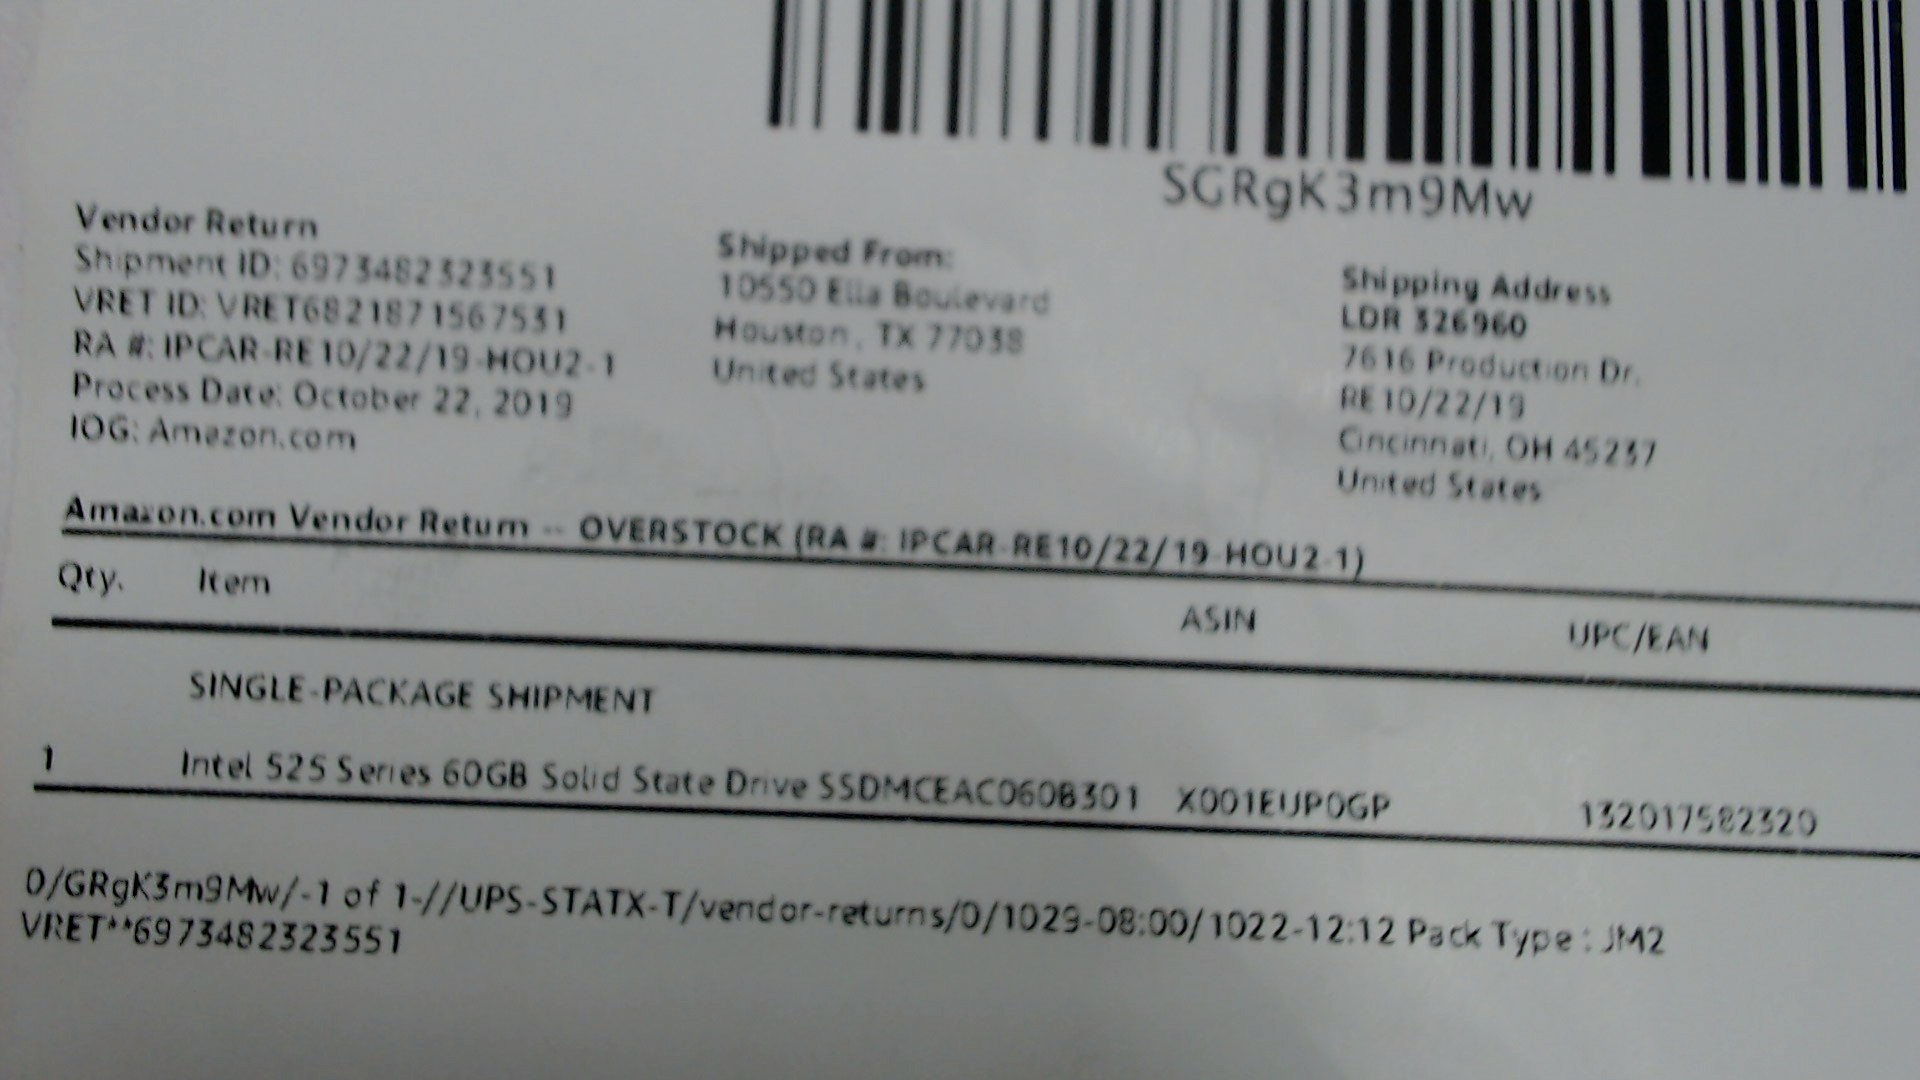 SGRgK3m9Mw
Vendor Return
Shipment ID: 6973482323551
VRET ID: VRET6821871567531
RA #: IPCAR-RE10/22/19-HOU2-1
Process Date: October 22, 2019
IOG: Amazon.com
Shipped From:
10550 Ella Boulevard
Houston, TX 77038
United States
Shipping Address
LDR 326960
7616 Production Dr.
RE10/22/19
Cincinnati, OH 45237
United States
Amazon.com Vendor Return -- OVERSTOCK (RA #: IPCAR-RE10/22/19-HOU2-1)
Qty. Item ASIN UPC/EAN
SINGLE-PACKAGE SHIPMENT
1 Intel 525 Series 60GB Solid State Drive SSDMCEAC060B301 X001EUP0GP 132017582320
0/GRgK3m9Mw/-1 of 1-//UPS-STATX-T/vendor-returns/0/1029-08:00/1022-12:12 Pack Type : JM2
VRET**6973482323551